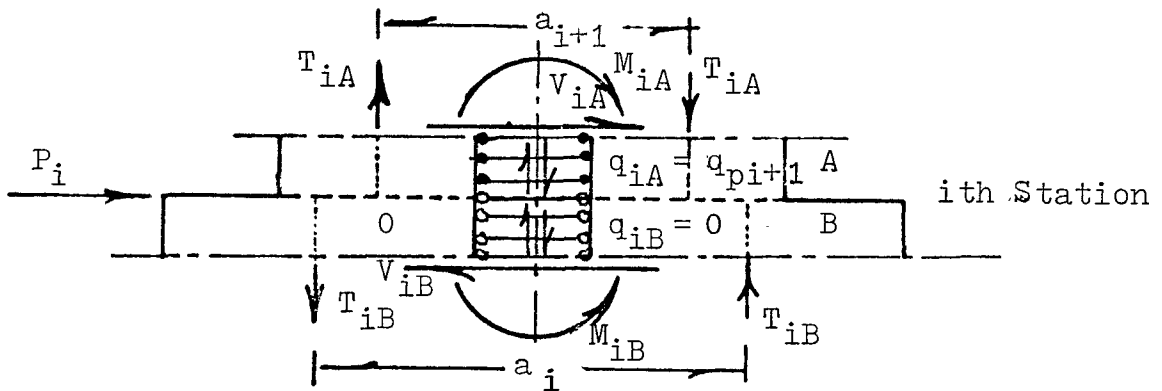 a_{i+1}
T_{iA} M_{iA} T_{iA}
V_{iA}
P_i q_{iA} = q_{pi+1} A
ith Station
O q_{iB} = 0 B
V_{iB}
T_{iB} M_{iB} T_{iB}
a_i